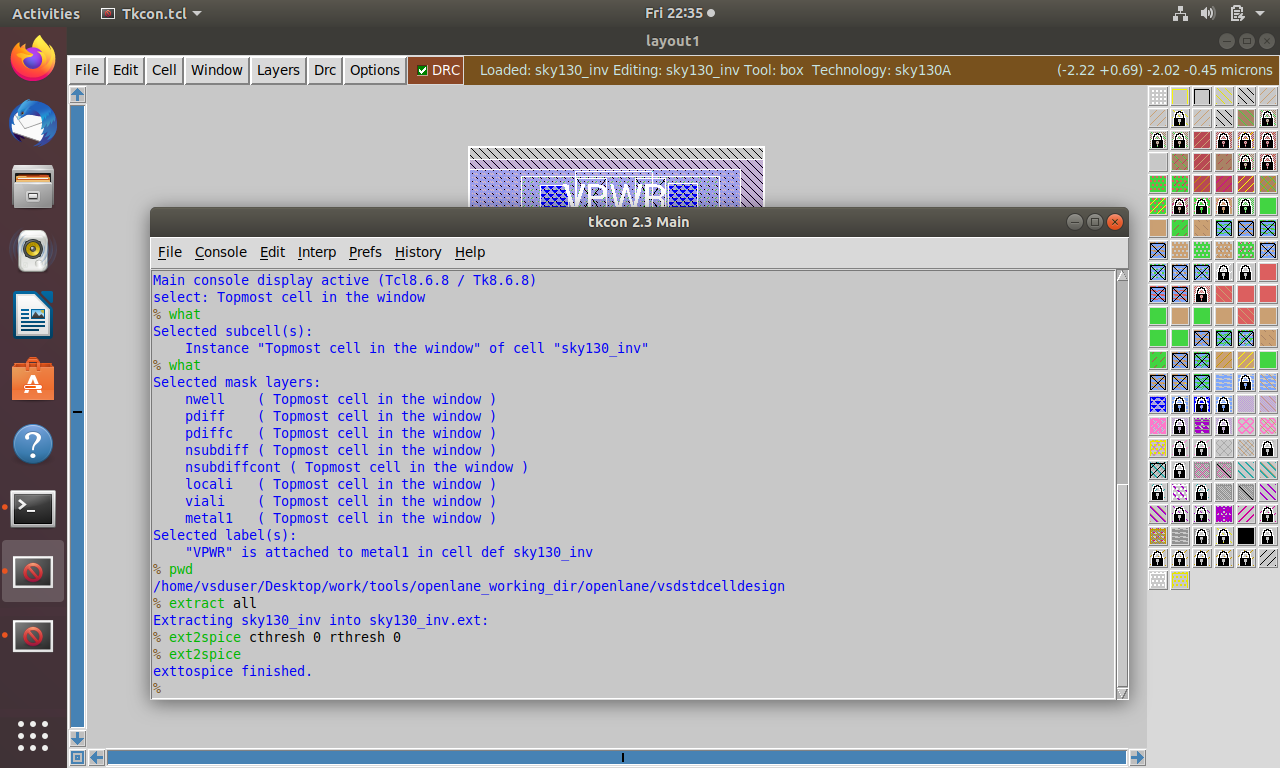 Activities Tkcon.tcl Fri 22:35
layout1
File Edit Cell Window Layers Drc Options DRC Loaded: sky130_inv Editing: sky130_inv Tool: box Technology: sky130A (-2.22 +0.69) -2.02 -0.45 microns
VPWR
tkcon 2.3 Main
File Console Edit Interp Prefs History Help
Main console display active (Tcl8.6.8 / Tk8.6.8)
select: Topmost cell in the window
% what
Selected subcell(s):
    Instance "Topmost cell in the window" of cell "sky130_inv"
% what
Selected mask layers:
    nwell    ( Topmost cell in the window )
    pdiff    ( Topmost cell in the window )
    pdiffc   ( Topmost cell in the window )
    nsubdiff ( Topmost cell in the window )
    nsubdiffcont ( Topmost cell in the window )
    locali   ( Topmost cell in the window )
    viali    ( Topmost cell in the window )
    metal1   ( Topmost cell in the window )
Selected label(s):
    "VPWR" is attached to metal1 in cell def sky130_inv
% pwd
/home/vsduser/Desktop/work/tools/openlane_working_dir/openlane/vsdstdcelldesign
% extract all
Extracting sky130_inv into sky130_inv.ext:
% ext2spice cthresh 0 rthresh 0
% ext2spice
exttospice finished.
%